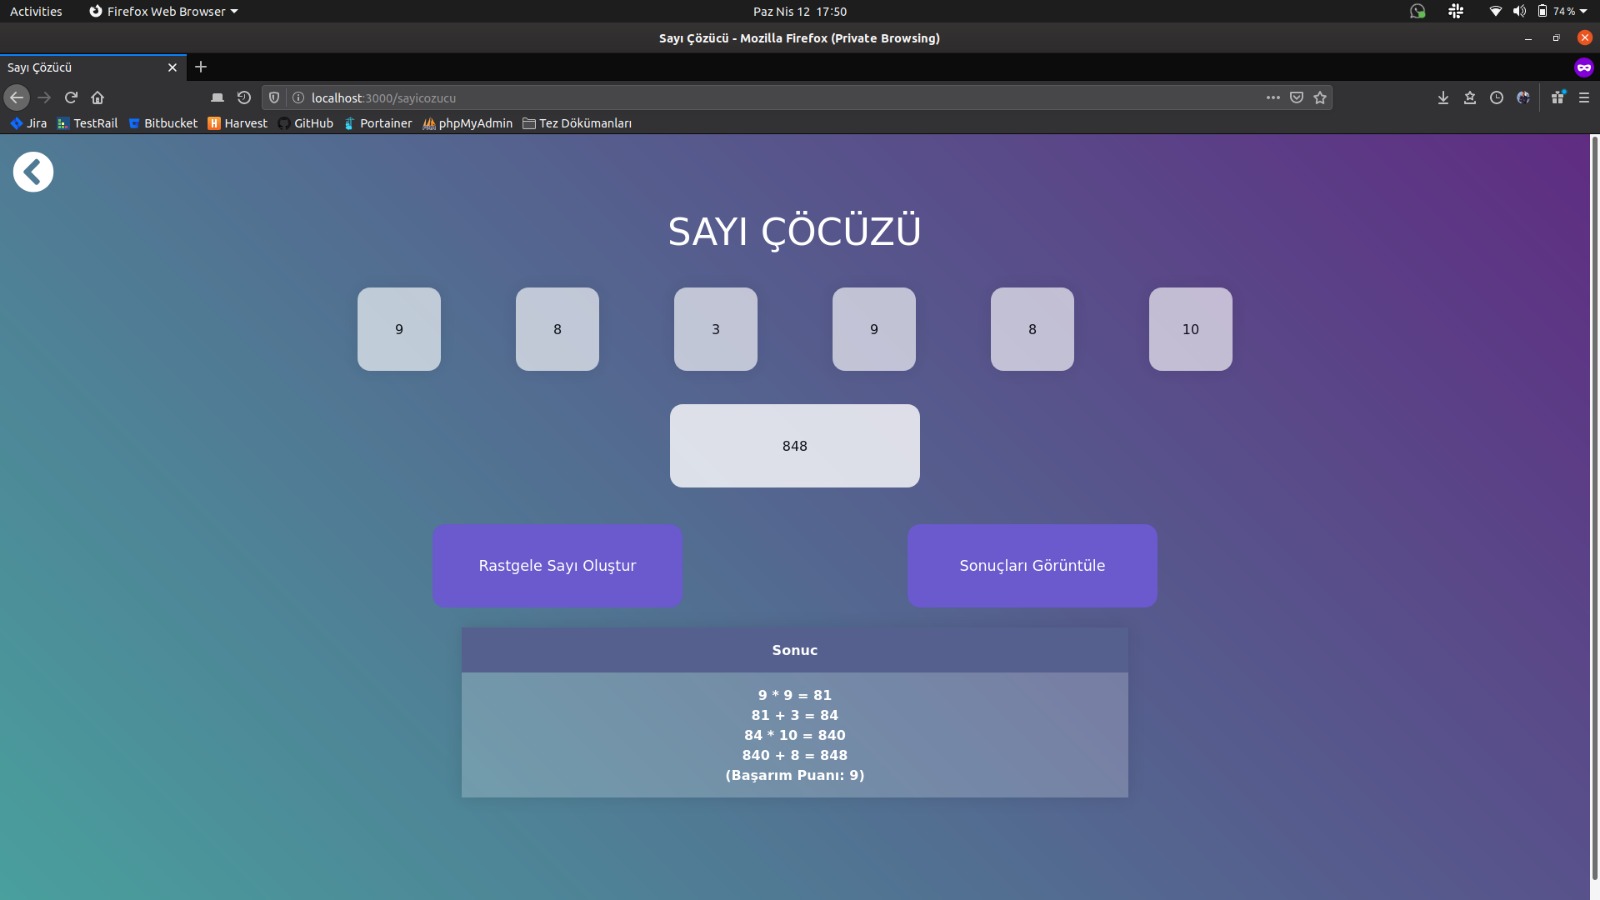 Activities Firefox Web Browser Paz Nis 12 17:50 74 %
Sayı Çözücü - Mozilla Firefox (Private Browsing)
Sayı Çözücü
localhost:3000/sayicozucu
Jira TestRail Bitbucket Harvest GitHub Portainer phpMyAdmin Tez Dökümanları
SAYI ÇÖCÜZÜ
9 8 3 9 8 10
848
Rastgele Sayı Oluştur Sonuçları Görüntüle
Sonuc
9 * 9 = 81
81 + 3 = 84
84 * 10 = 840
840 + 8 = 848
(Başarım Puanı: 9)